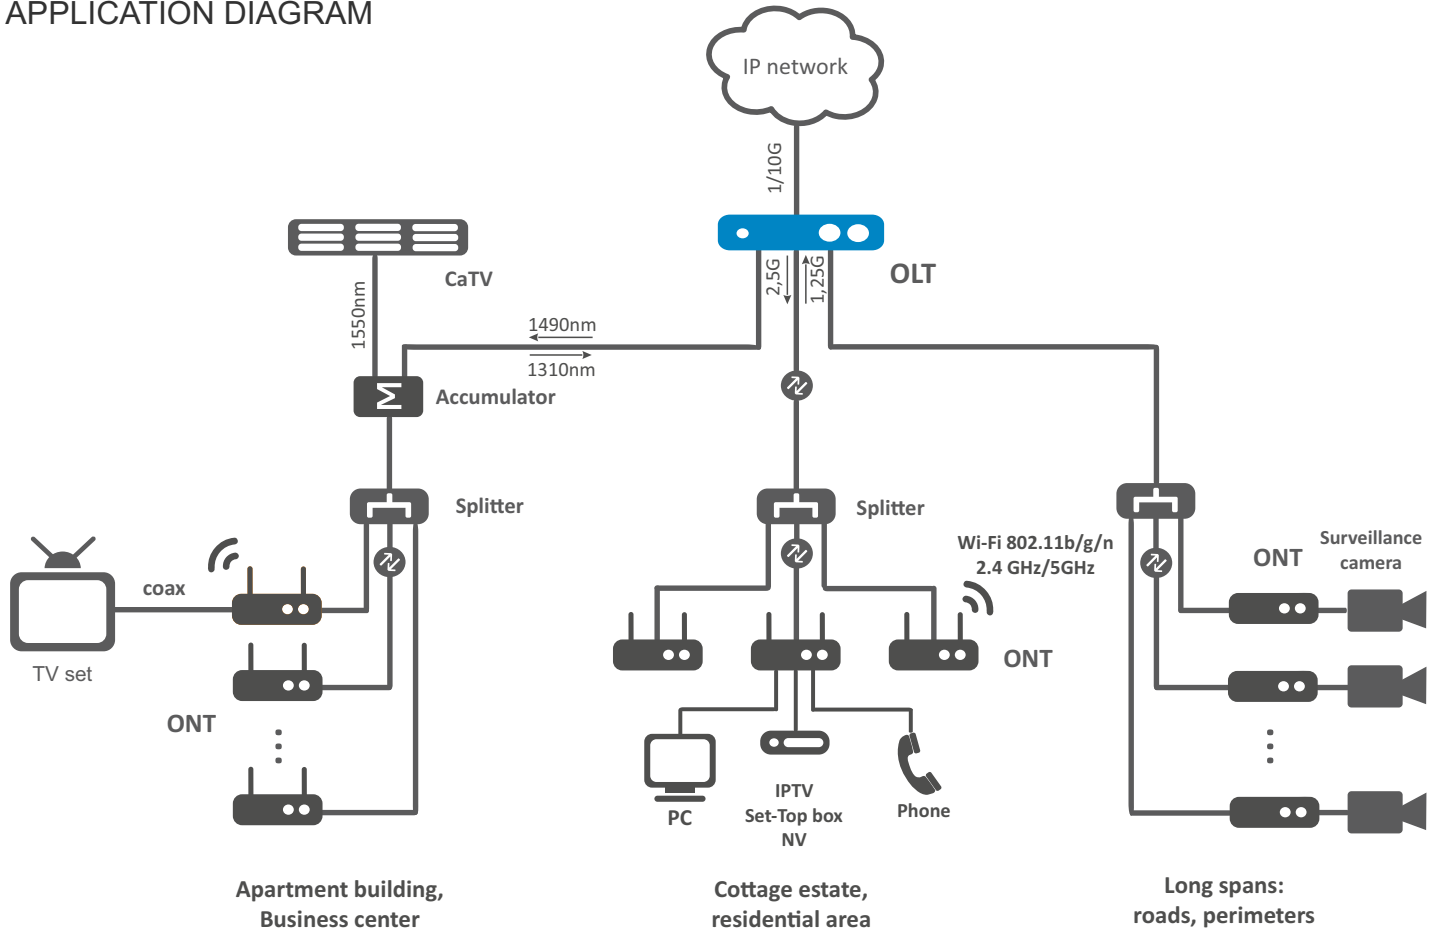 APPLICATION DIAGRAM
IP network
1/10G
OLT
2,5G
1,25G
CaTV
1550nm
1490nm
1310nm
Σ
Accumulator
Splitter
Splitter
Wi-Fi 802.11b/g/n
2.4 GHz/5GHz
ONT
Surveillance
camera
coax
TV set
ONT
ONT
PC
IPTV
Set-Top box
NV
Phone
Apartment building,
Business center
Cottage estate,
residential area
Long spans:
roads, perimeters